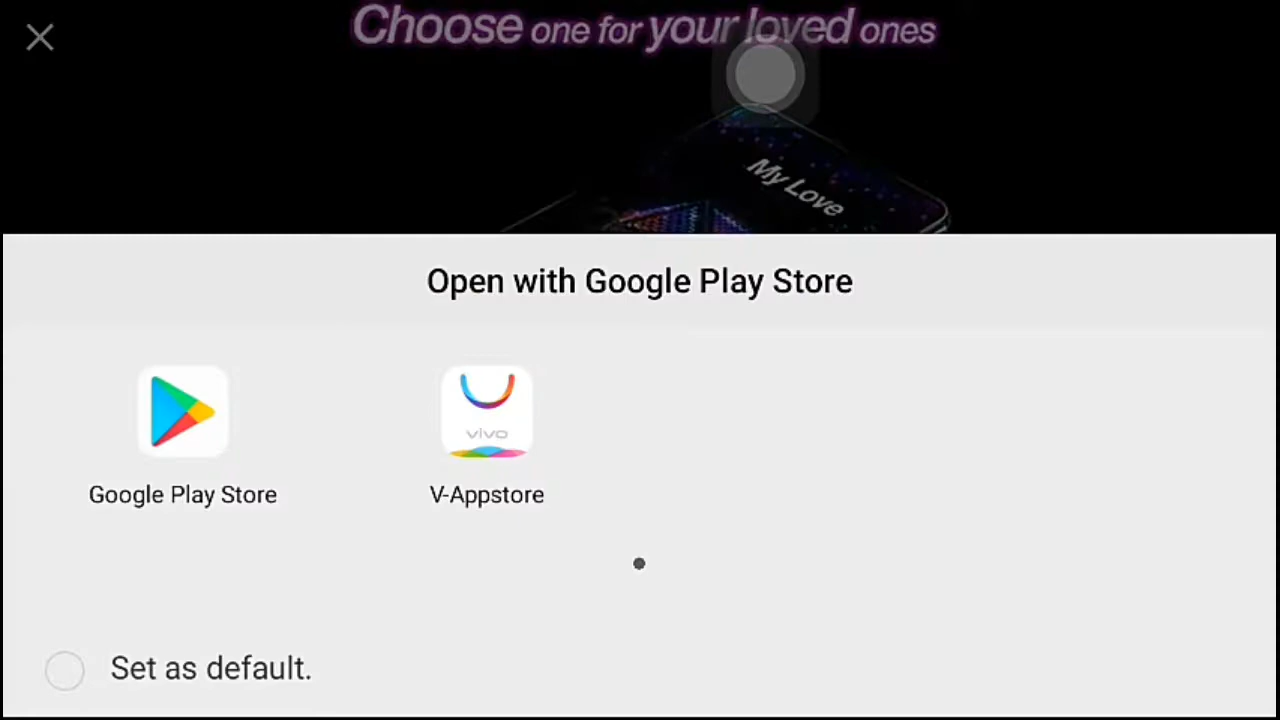 Choose one for your loved ones
My Love
Open with Google Play Store
vivo
Google Play Store
V-Appstore
Set as default.